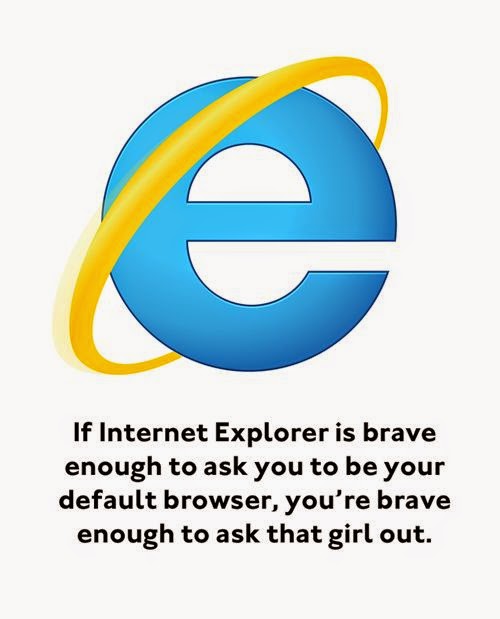 If Internet Explorer is brave
enough to ask you to be your
default browser, you're brave
enough to ask that girl out.